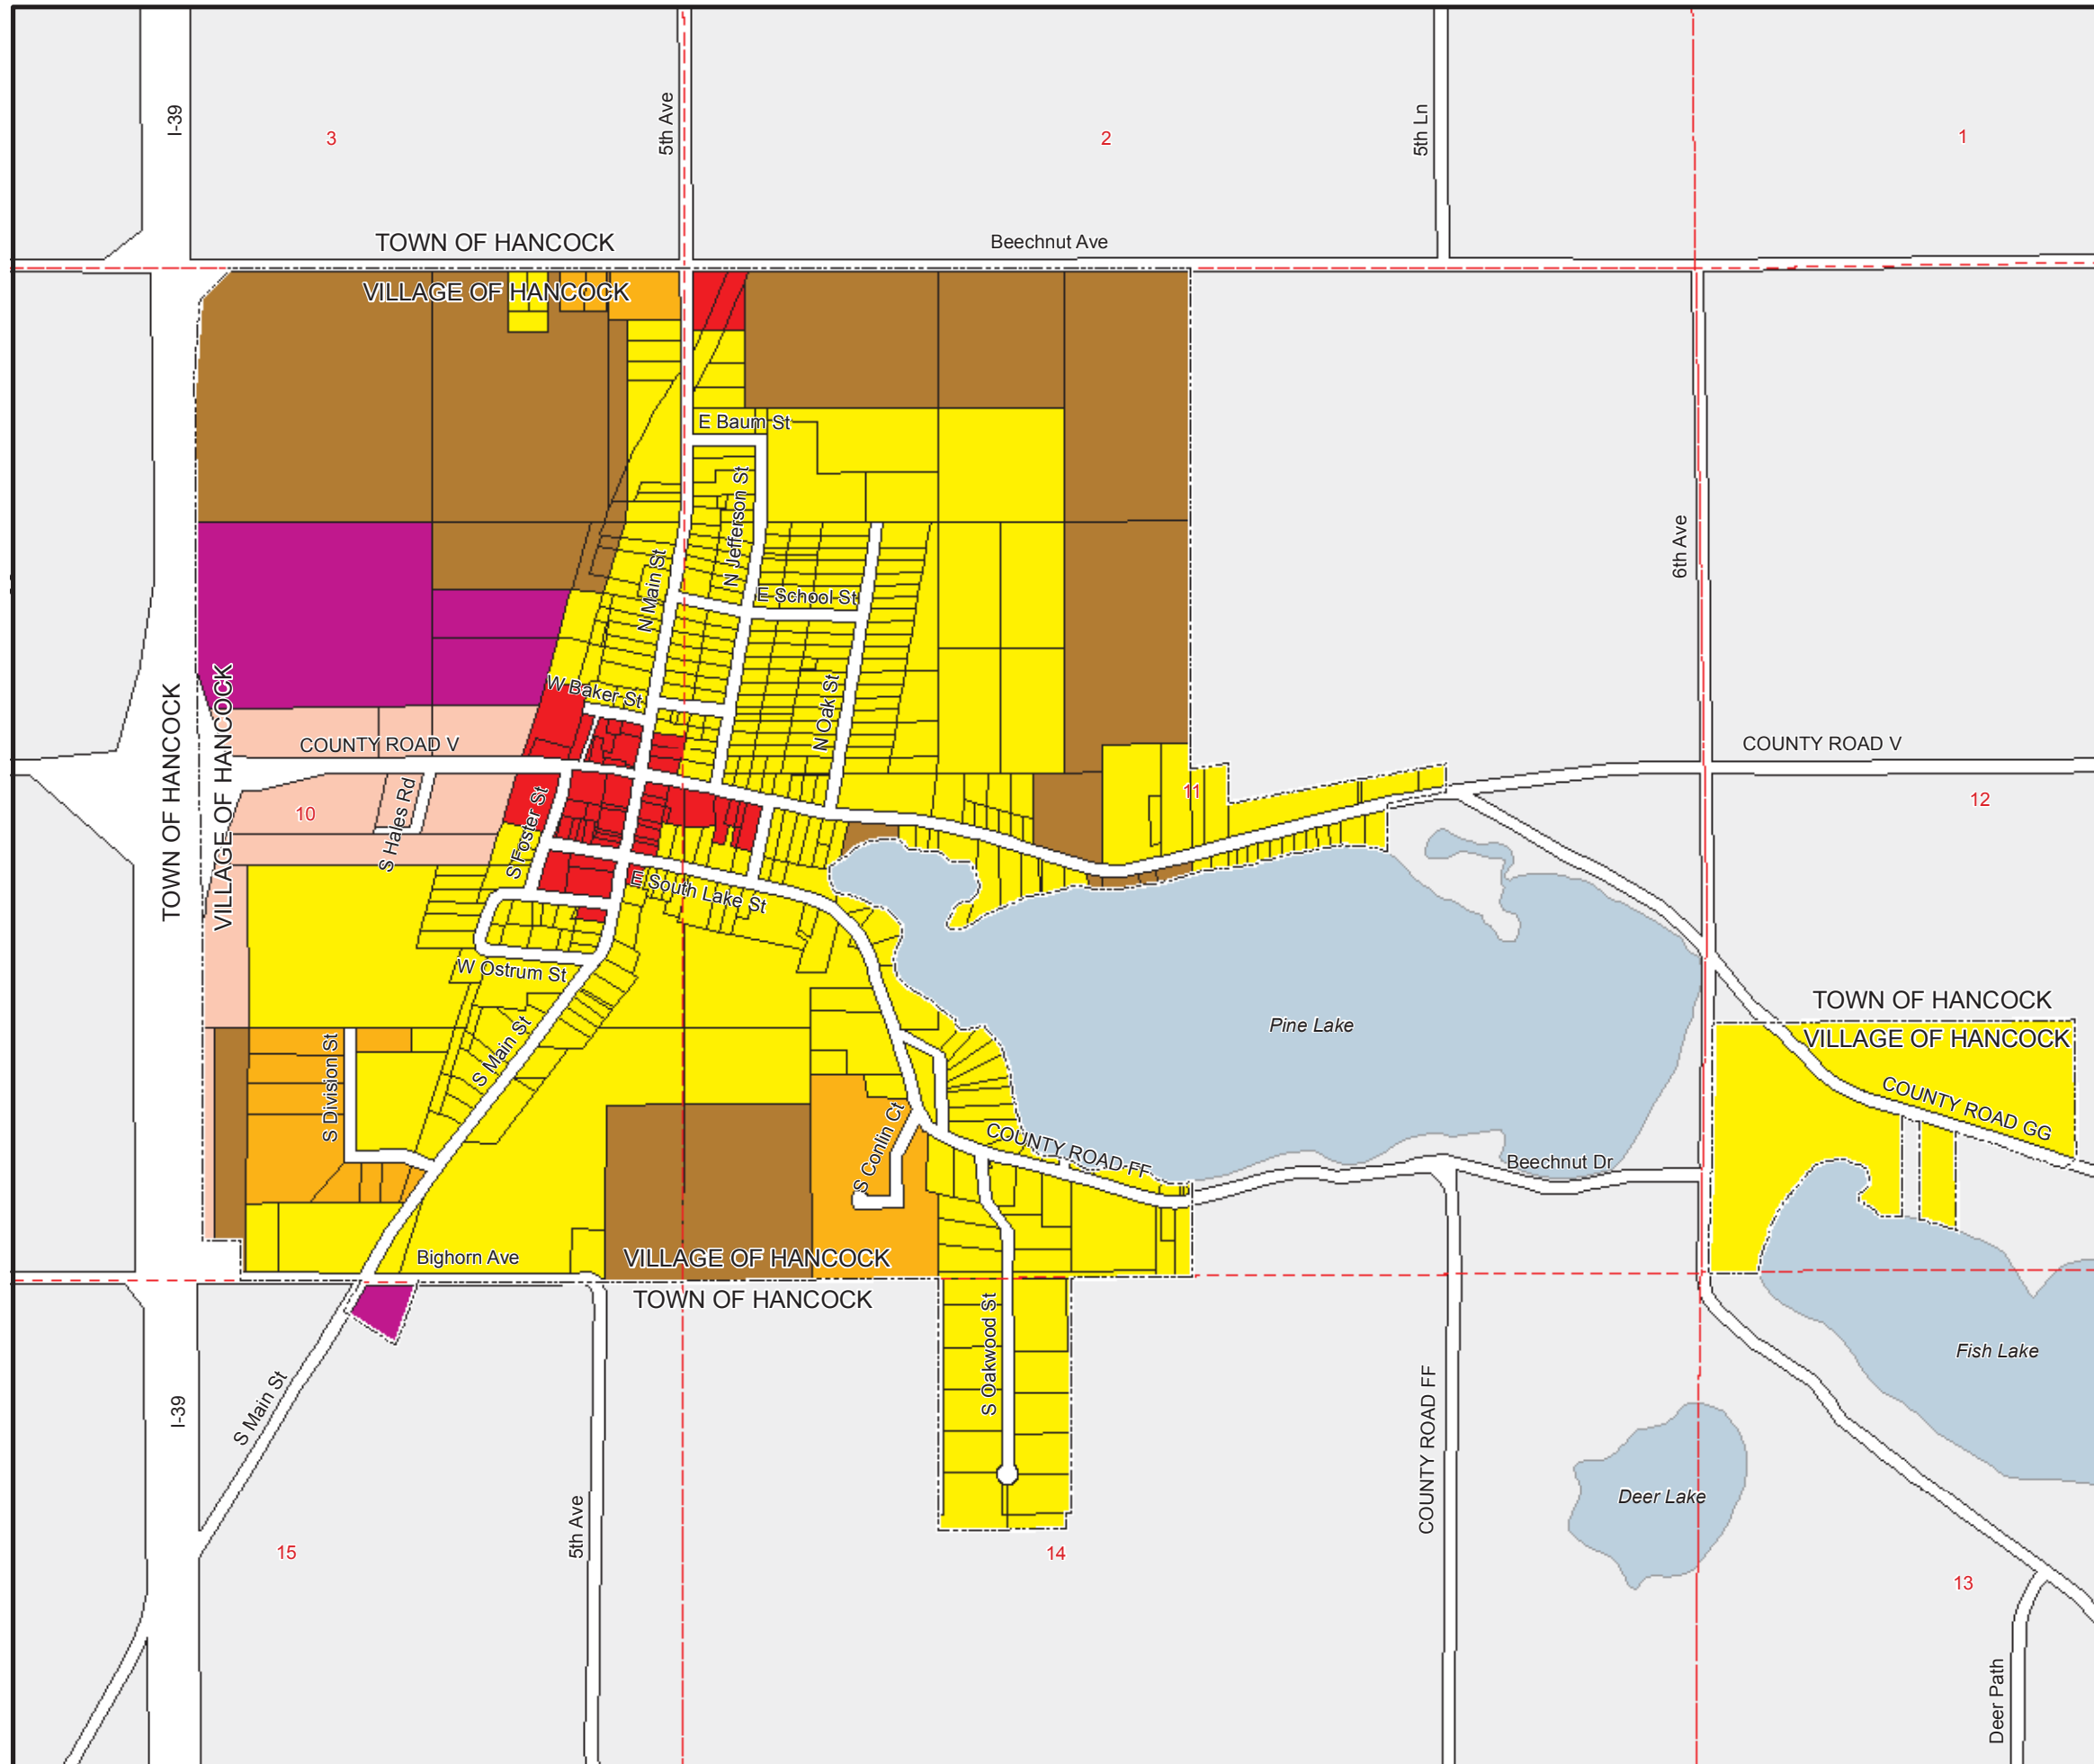 I-39
3
5th Ave
2
5th Ln
1
TOWN OF HANCOCK
Beechnut Ave
VILLAGE OF HANCOCK
E Baum St
N Jefferson St
N Main St
E School St
6th Ave
W Baker St
N Oak St
TOWN OF HANCOCK
VILLAGE OF HANCOCK
COUNTY ROAD V
COUNTY ROAD V
10
S Hales Rd
S Foster St
11
12
E South Lake St
W Ostrum St
S Main St
S Division St
Pine Lake
TOWN OF HANCOCK
VILLAGE OF HANCOCK
COUNTY ROAD GG
S Conlin Ct
COUNTY ROAD FF
Beechnut Dr
Bighorn Ave
VILLAGE OF HANCOCK
TOWN OF HANCOCK
S Oakwood St
Fish Lake
S Main St
I-39
COUNTY ROAD FF
Deer Lake
5th Ave
15
14
13
Deer Path